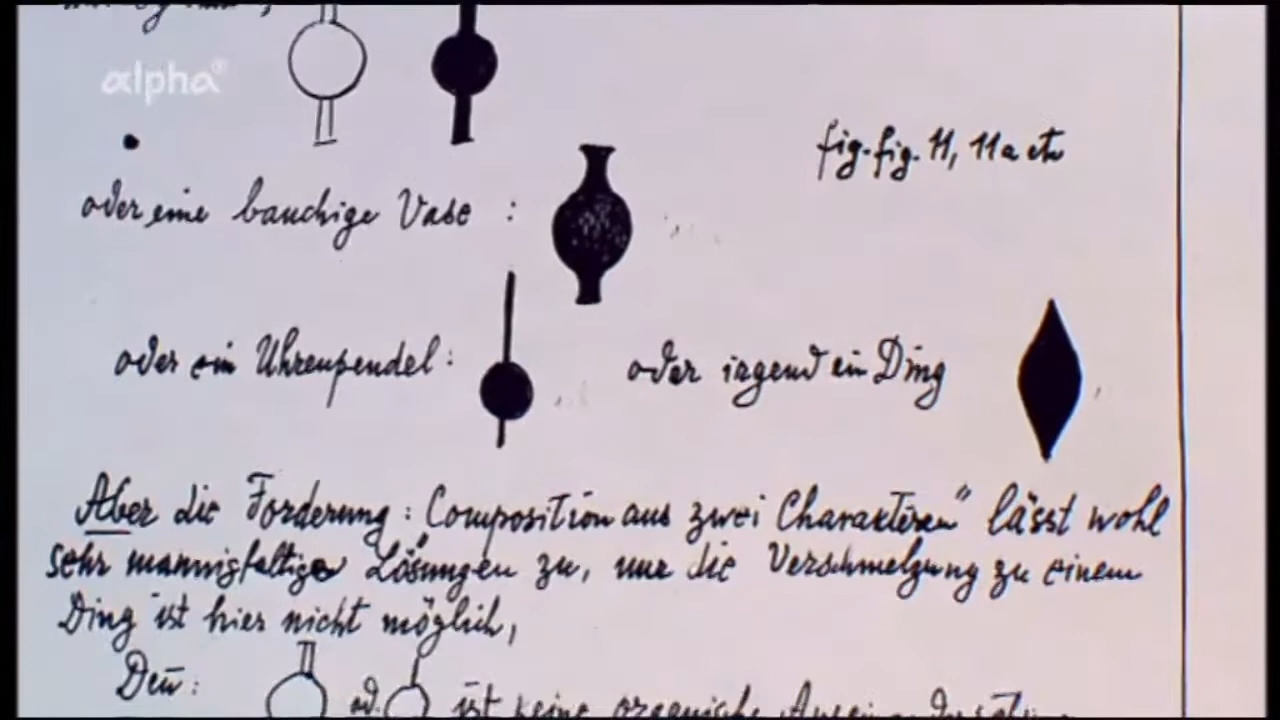 alpha®
fig. fig. 11, 11a etc
oder eine bauchige Vase :
oder ein Uhrenpendel :
oder irgend ein Ding
Aber die Forderung : Composition aus zwei Charakteren" lässt wohl
sehr mannigfaltige Lösungen zu, nur die Verschmelzung zu einem
Ding ist hier nicht möglich,
Deñ :
od.
ist keine organische